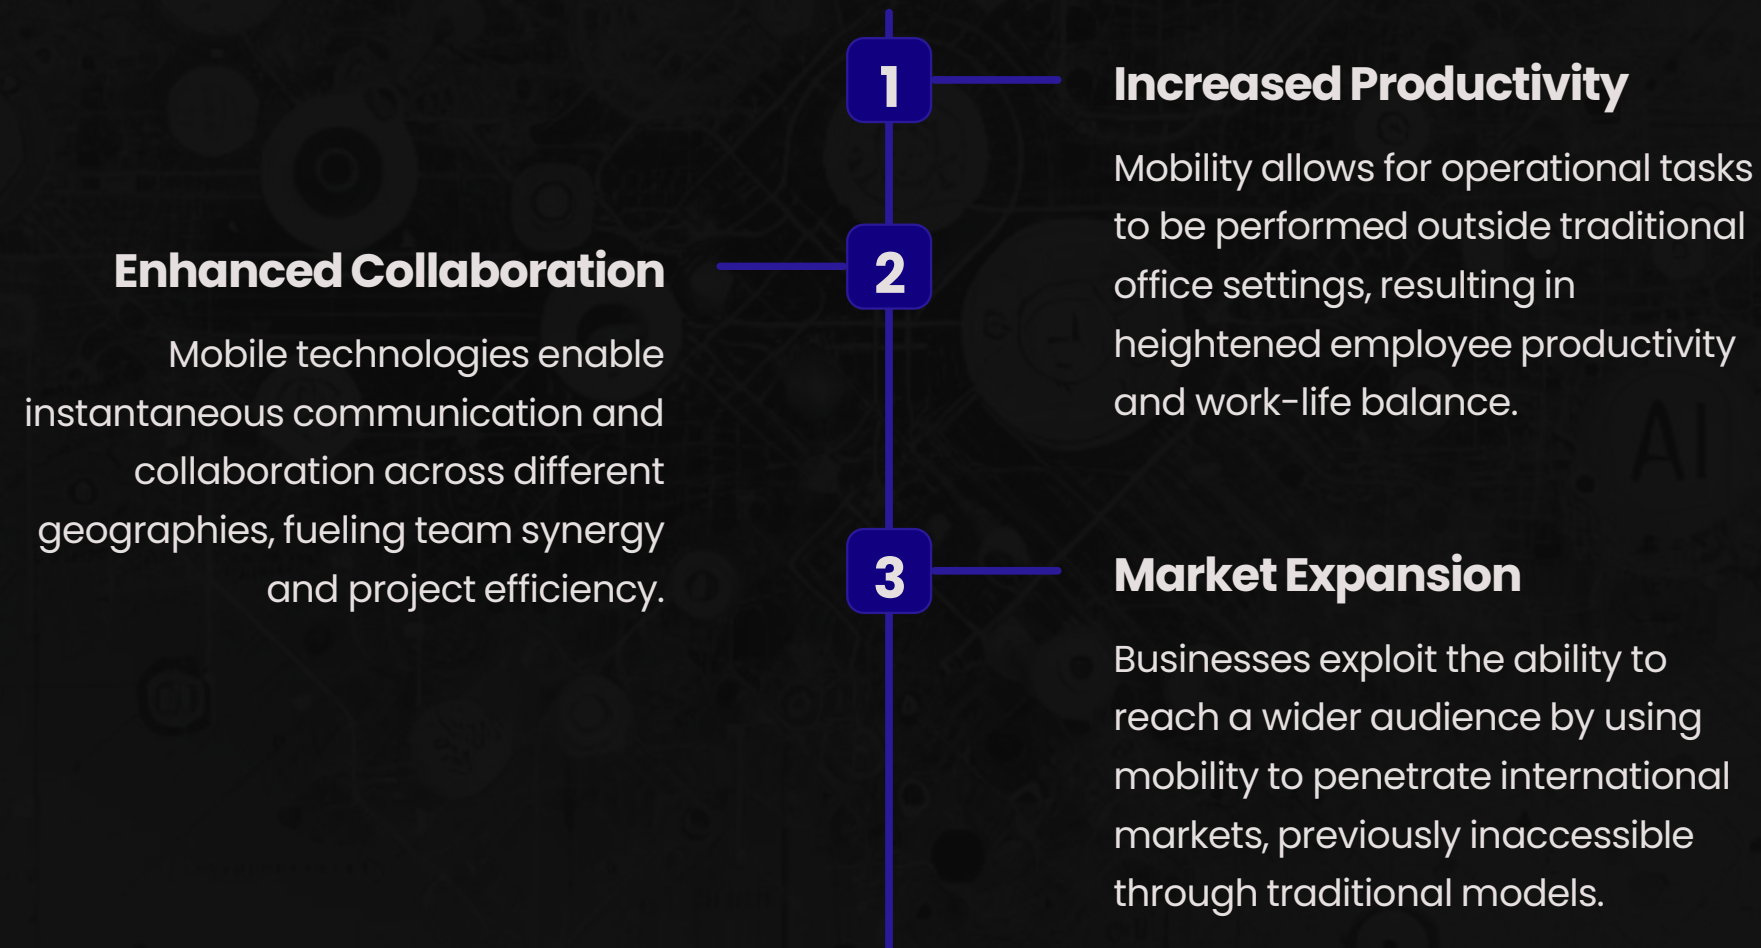 1
Increased Productivity
Mobility allows for operational tasks
to be performed outside traditional
office settings, resulting in
heightened employee productivity
and work-life balance.
2
Enhanced Collaboration
Mobile technologies enable
instantaneous communication and
collaboration across different
geographies, fueling team synergy
and project efficiency.
3
Market Expansion
Businesses exploit the ability to
reach a wider audience by using
mobility to penetrate international
markets, previously inaccessible
through traditional models.
AI